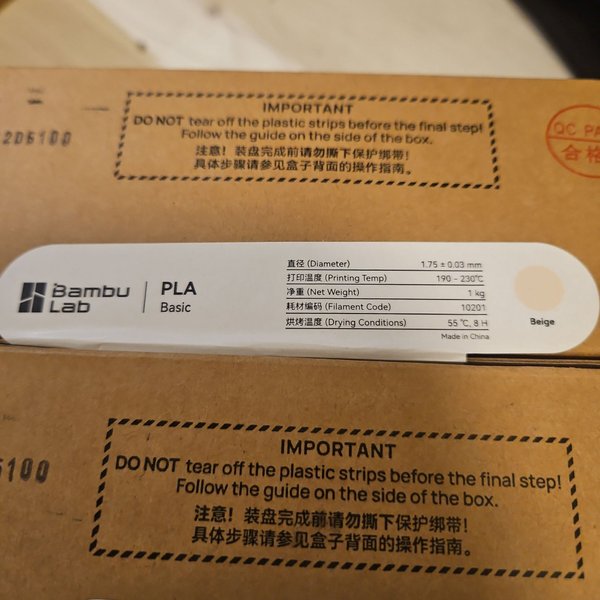 IMPORTANT
DO NOT tear off the plastic strips before the final step!
Follow the guide on the side of the box.
注意！装盘完成前请勿撕下保护绑带！
具体步骤请参见盒子背面的操作指南。
2D6100
QC PA
合格
Bambu
Lab
PLA
Basic
直径 (Diameter) 1.75 ± 0.03 mm
打印温度 (Printing Temp) 190 - 230℃
净重 (Net Weight) 1 kg
耗材编码 (Filament Code) 10201
烘烤温度 (Drying Conditions) 55 ℃, 8 H
Made in China
Beige
6100
IMPORTANT
DO NOT tear off the plastic strips before the final step!
Follow the guide on the side of the box.
注意！装盘完成前请勿撕下保护绑带！
具体步骤请参见盒子背面的操作指南。